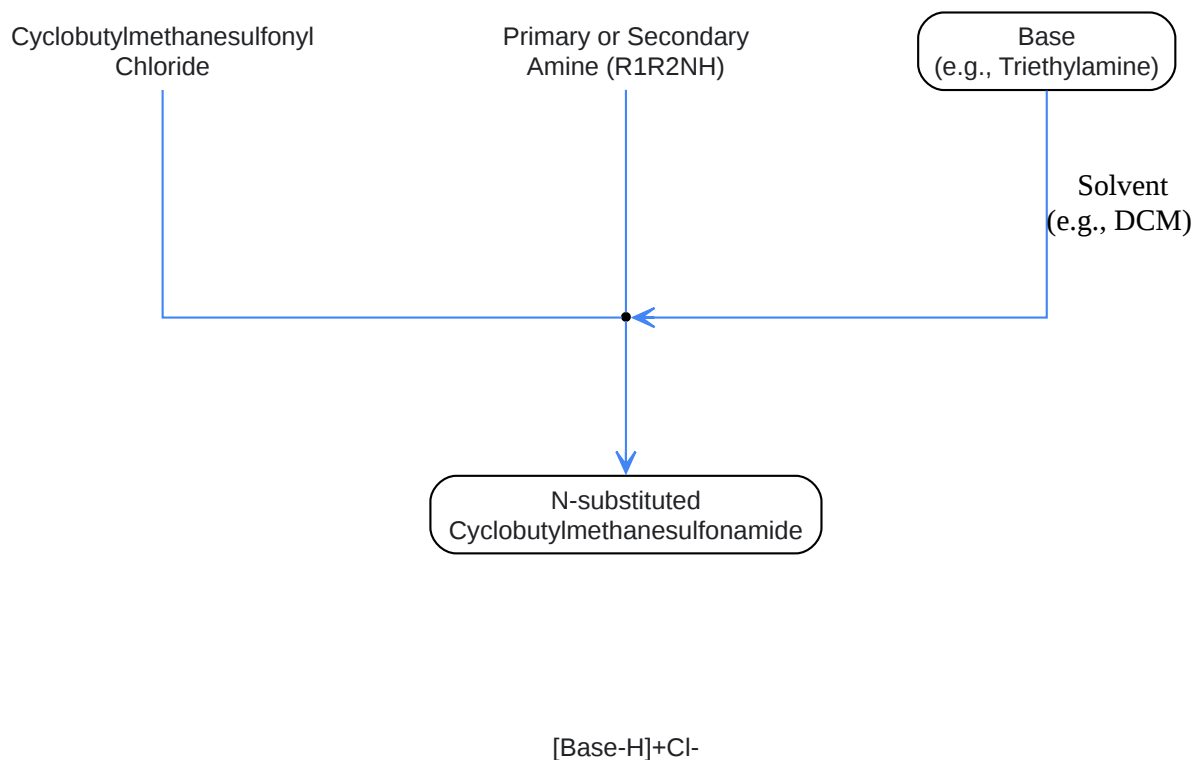 Cyclobutylmethanesulfonyl
Chloride
Primary or Secondary
Amine (R1R2NH)
Base
(e.g., Triethylamine)
Solvent
(e.g., DCM)
N-substituted
Cyclobutylmethanesulfonamide
[Base-H]+Cl-